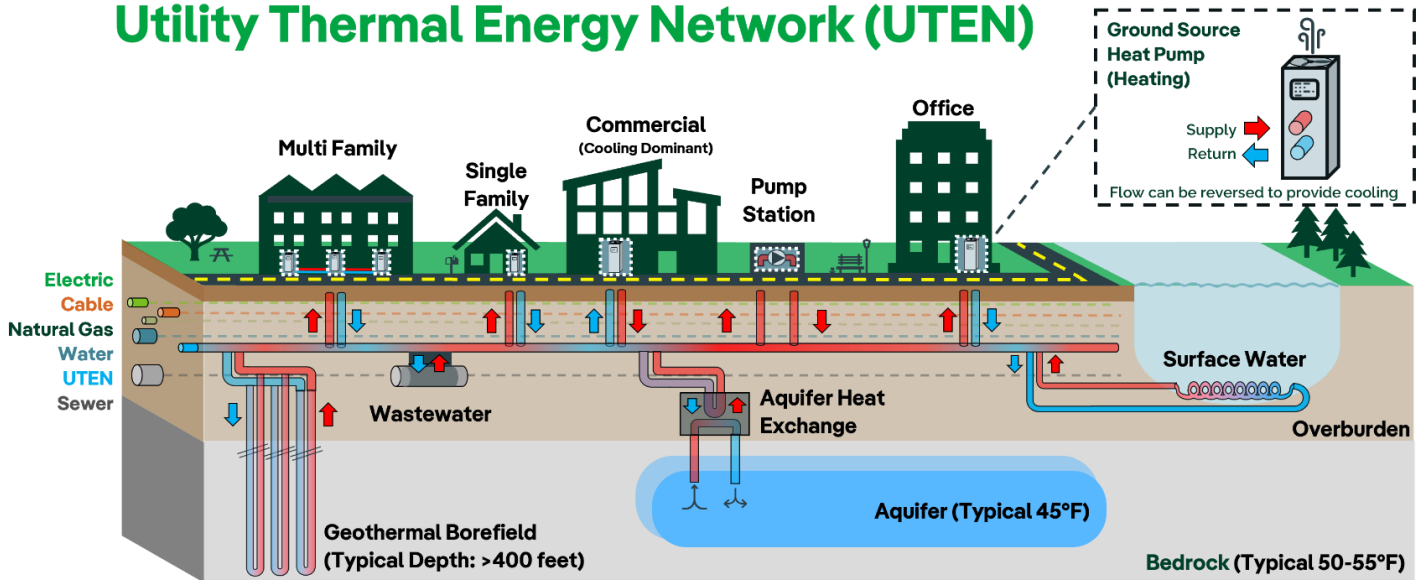 Utility Thermal Energy Network (UTEN)
Ground Source
Heat Pump
(Heating)
Supply
Return
Flow can be reversed to provide cooling
Multi Family
Single
Family
Commercial
(Cooling Dominant)
Pump
Station
Office
Electric
Cable
Natural Gas
Water
UTEN
Sewer
Wastewater
Aquifer Heat
Exchange
Surface Water
Overburden
Geothermal Borefield
(Typical Depth: >400 feet)
Aquifer (Typical 45°F)
Bedrock (Typical 50-55°F)